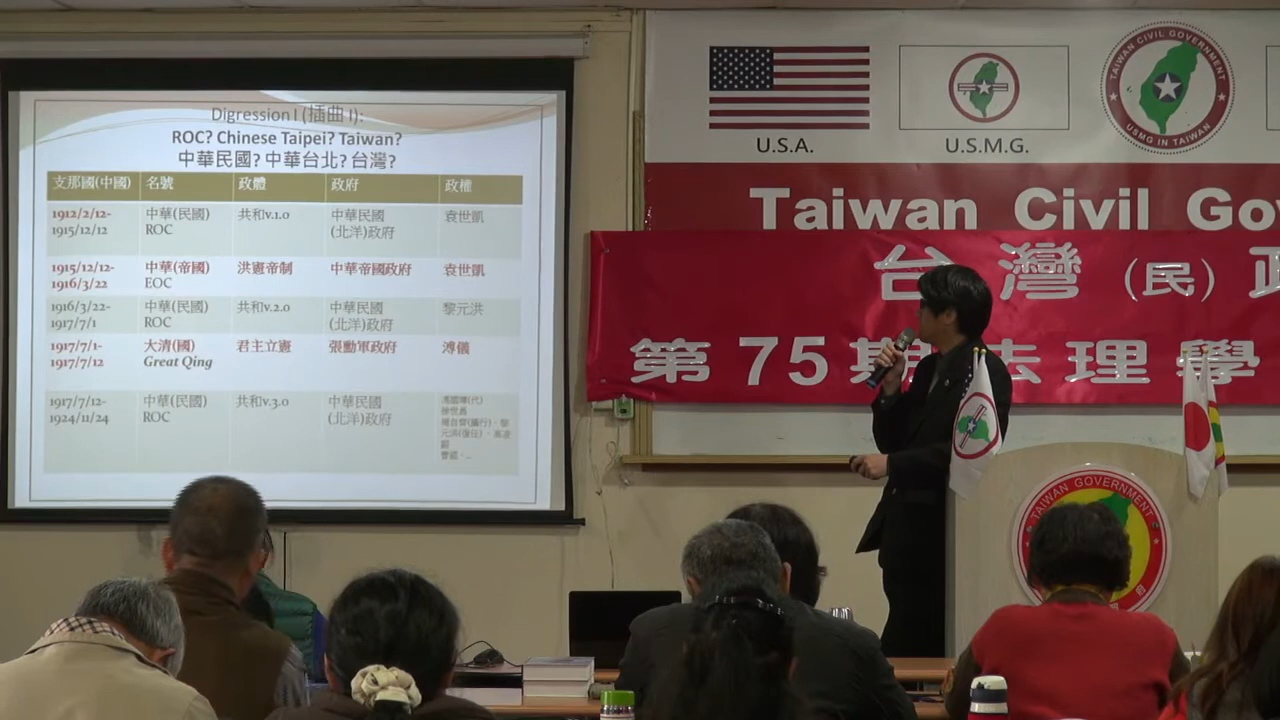 Digression I (插曲 I):
ROC? Chinese Taipei? Taiwan?
中華民國? 中華台北? 台灣?
支那國(中國) 名號 政體 政府 政權
1912/2/12-
1915/12/12
中華(民國)
ROC
共和v.1.0
中華民國
(北洋)政府
袁世凱
1915/12/12-
1916/3/22
中華(帝國)
EOC
洪憲帝制
中華帝國政府
袁世凱
1916/3/22-
1917/7/1
中華(民國)
ROC
共和v.2.0
中華民國
(北洋)政府
黎元洪
1917/7/1-
1917/7/12
大清(國)
Great Qing
君主立憲
張勳軍政府
溥儀
1917/7/12-
1924/11/24
中華(民國)
ROC
共和v.3.0
中華民國
(北洋)政府
馮國璋(代)
徐世昌
U.S.A.
U.S.M.G.
TAIWAN CIVIL GOVERNMENT
USMG IN TAIWAN
Taiwan Civil Go
台灣(民)政
第75期法理學
TAIWAN GOVERNMENT